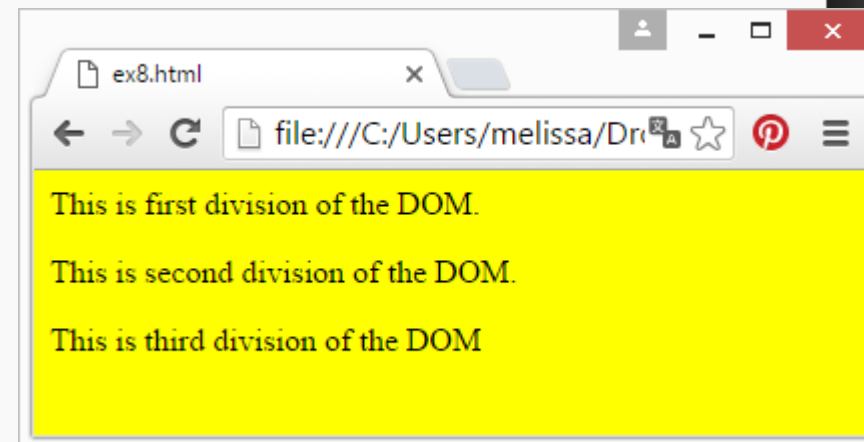 ex8.html
file:///C:/Users/melissa/Dr
This is first division of the DOM.
This is second division of the DOM.
This is third division of the DOM